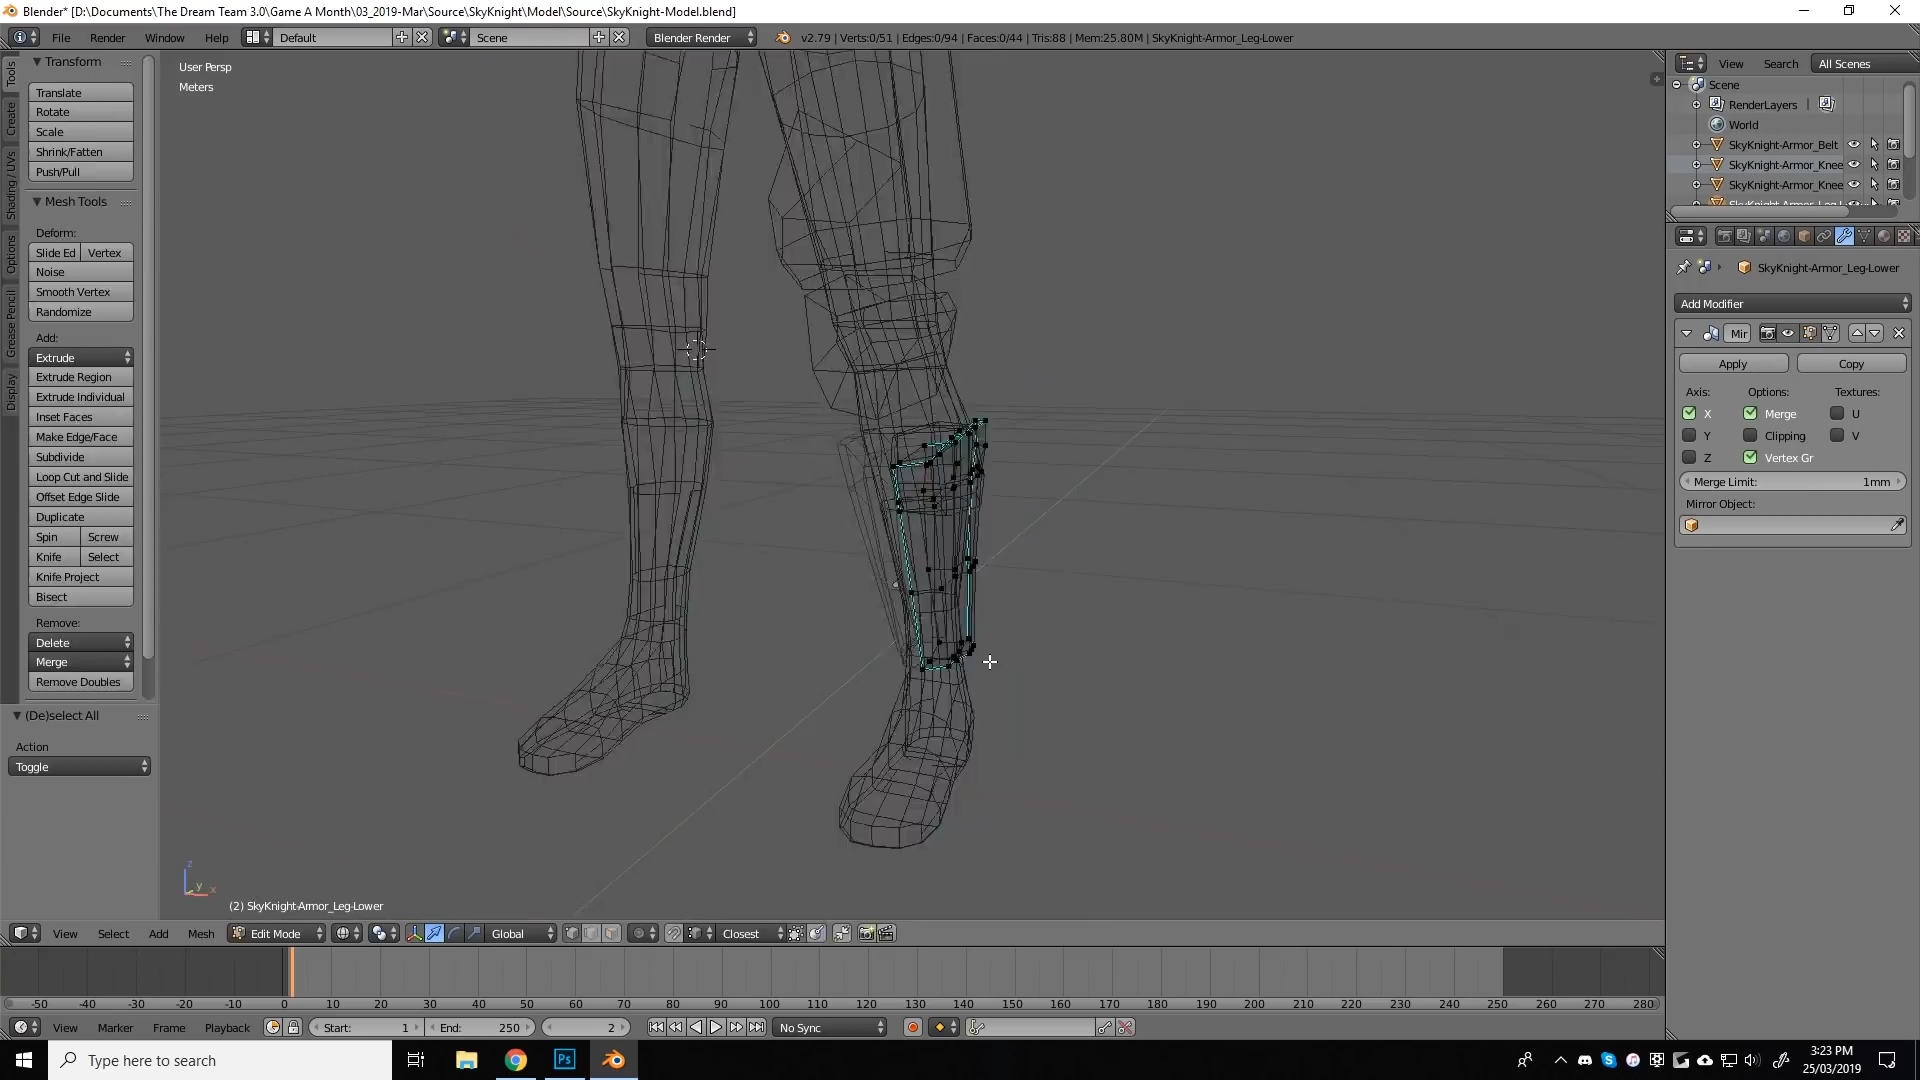 Blender* [D:\Documents\The Dream Team 3.0\Game A Month\03_2019-Mar\Source\SkyKnight\Model\Source\SkyKnight-Model.blend]
File Render Window Help Default Scene Blender Render v2.79 | Verts:0/51 | Edges:0/94 | Faces:0/44 | Tris:88 | Mem:25.80M | SkyKnight-Armor_Leg-Lower
Tools
Create
Shading / UVs
Options
Grease Pencil
Display
Transform
Translate
Rotate
Scale
Shrink/Fatten
Push/Pull
Mesh Tools
Deform:
Slide Ed Vertex
Noise
Smooth Vertex
Randomize
Add:
Extrude
Extrude Region
Extrude Individual
Inset Faces
Make Edge/Face
Subdivide
Loop Cut and Slide
Offset Edge Slide
Duplicate
Spin Screw
Knife Select
Knife Project
Bisect
Remove:
Delete
Merge
Remove Doubles
(De)select All
Action
Toggle
User Persp
Meters
z
y
x
(2) SkyKnight-Armor_Leg-Lower
View Search All Scenes
Scene
RenderLayers
World
SkyKnight-Armor_Belt
SkyKnight-Armor_Knee
SkyKnight-Armor_Knee
SkyKnight-Armor_Leg-Lower
Add Modifier
Mir
Apply Copy
Axis: Options: Textures:
X Merge U
Y Clipping V
Z Vertex Gr
Merge Limit: 1mm
Mirror Object:
View Select Add Mesh Edit Mode Global Closest
-50 -40 -30 -20 -10 0 10 20 30 40 50 60 70 80 90 100 110 120 130 140 150 160 170 180 190 200 210 220 230 240 250 260 270 280
View Marker Frame Playback Start: 1 End: 250 2 No Sync
Type here to search
Ps
3:23 PM
25/03/2019